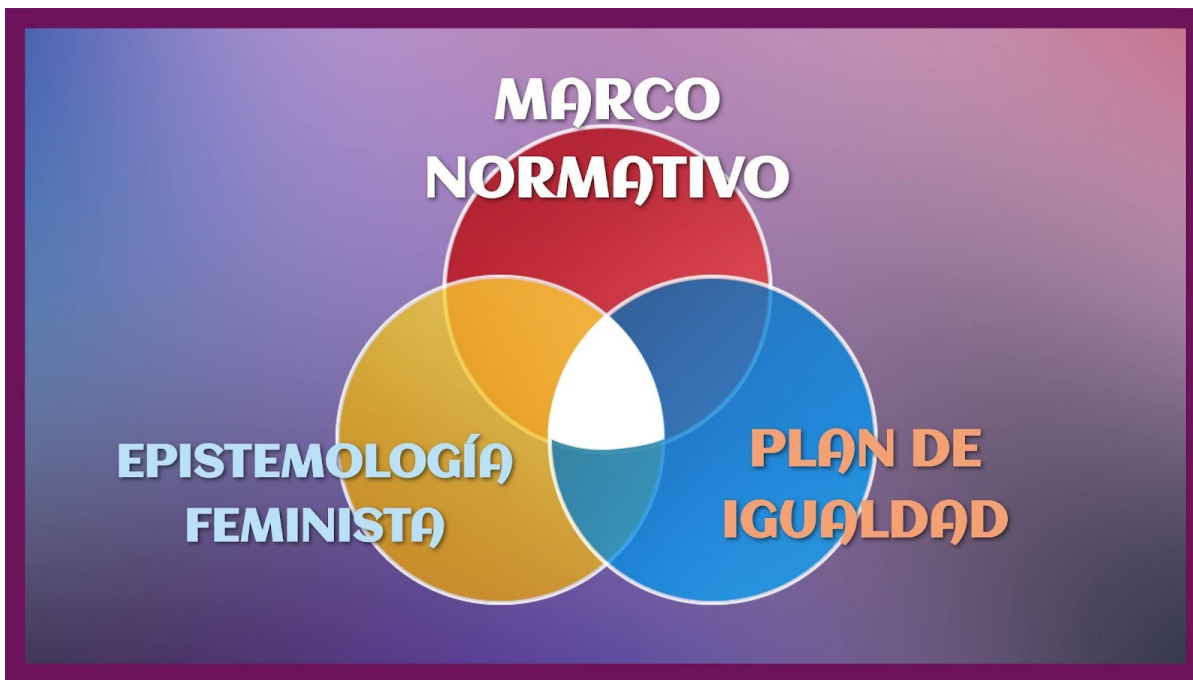 MARCO
NORMATIVO
EPISTEMOLOGÍA
FEMINISTA
PLAN DE
IGUALDAD